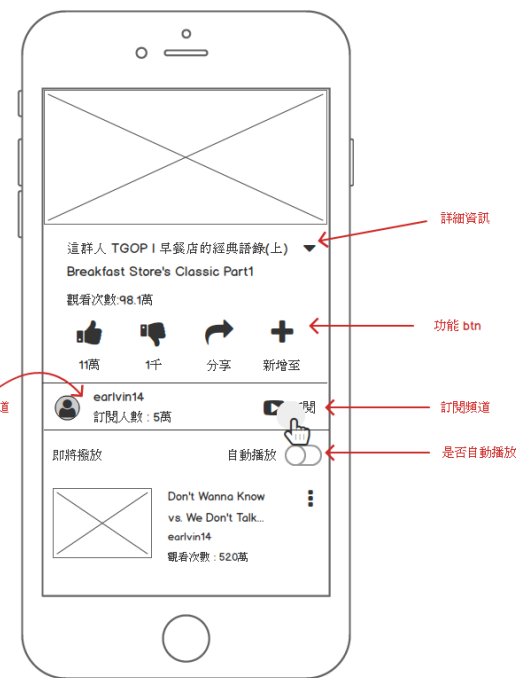 詳細資訊
這群人 TGOP I 早餐店的經典語錄(上)
Breakfast Store's Classic Part1
觀看次數:98.1萬
功能 btn
11萬
1千
分享
新增至
道
earlvin14
訂閱人數 : 5萬
閱
訂閱頻道
是否自動播放
即將撥放
自動播放
Don't Wanna Know
vs. We Don't Talk...
earlvin14
觀看次數 : 520萬